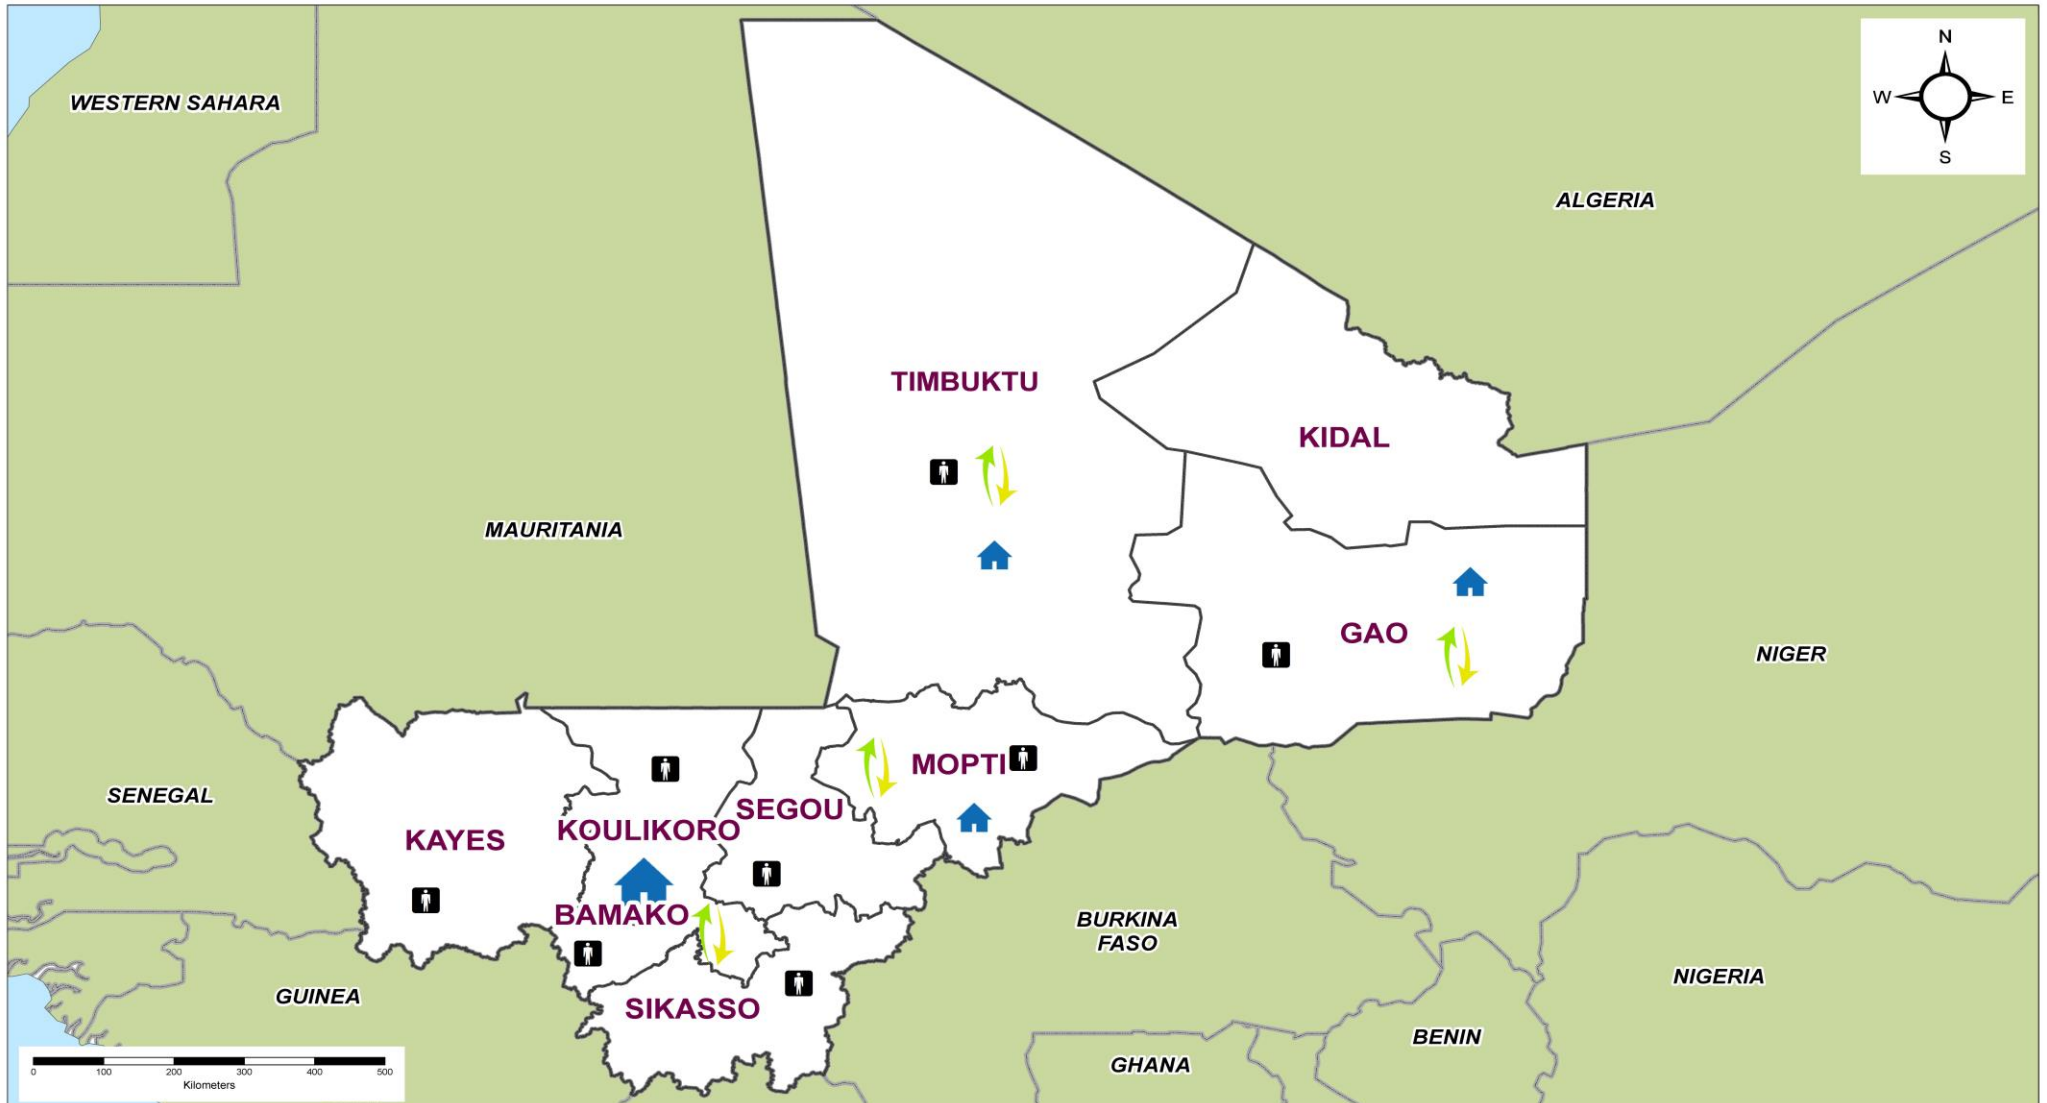 N
W E
S
WESTERN SAHARA
ALGERIA
TIMBUKTU
KIDAL
MAURITANIA
GAO
NIGER
MOPTI
SENEGAL
SEGOU
KOULIKORO
KAYES
BAMAKO
BURKINA
FASO
NIGERIA
GUINEA
SIKASSO
BENIN
GHANA
0 100 200 300 400 500
Kilometers